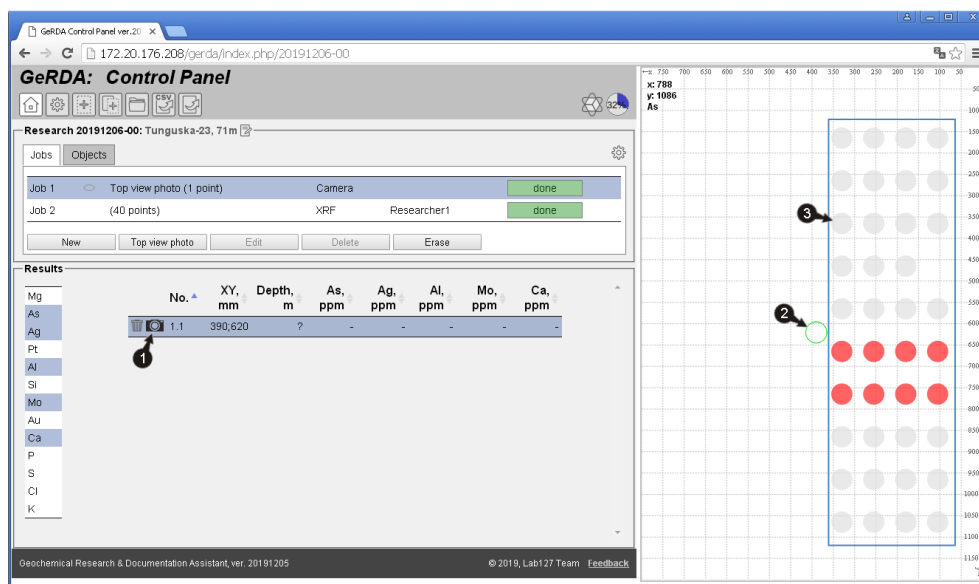 GeRDA Control Panel ver.20
172.20.176.208/gerda/index.php/20191206-00
GeRDA: Control Panel
CSV
32%
Research 20191206-00: Tunguska-23, 71m
Jobs Objects
Job 1 Top view photo (1 point) Camera done
Job 2 (40 points) XRF Researcher1 done
New Top view photo Edit Delete Erase
Results
Mg
As
Ag
Pt
Al
Si
Mo
Au
Ca
P
S
Cl
K
No. XY, mm Depth, m As, ppm Ag, ppm Al, ppm Mo, ppm Ca, ppm
1.1 390;620 ? - - - - -
1
Geochemical Research & Documentation Assistant, ver. 20191205 © 2019, Lab127 Team Feedback
x 750 700 650 600 550 500 450 400 350 300 250 200 150 100 50
x: 788
y: 1086
As
3
2
50
100
150
200
250
300
350
400
450
500
550
600
650
700
750
800
850
900
950
1000
1050
1100
1150